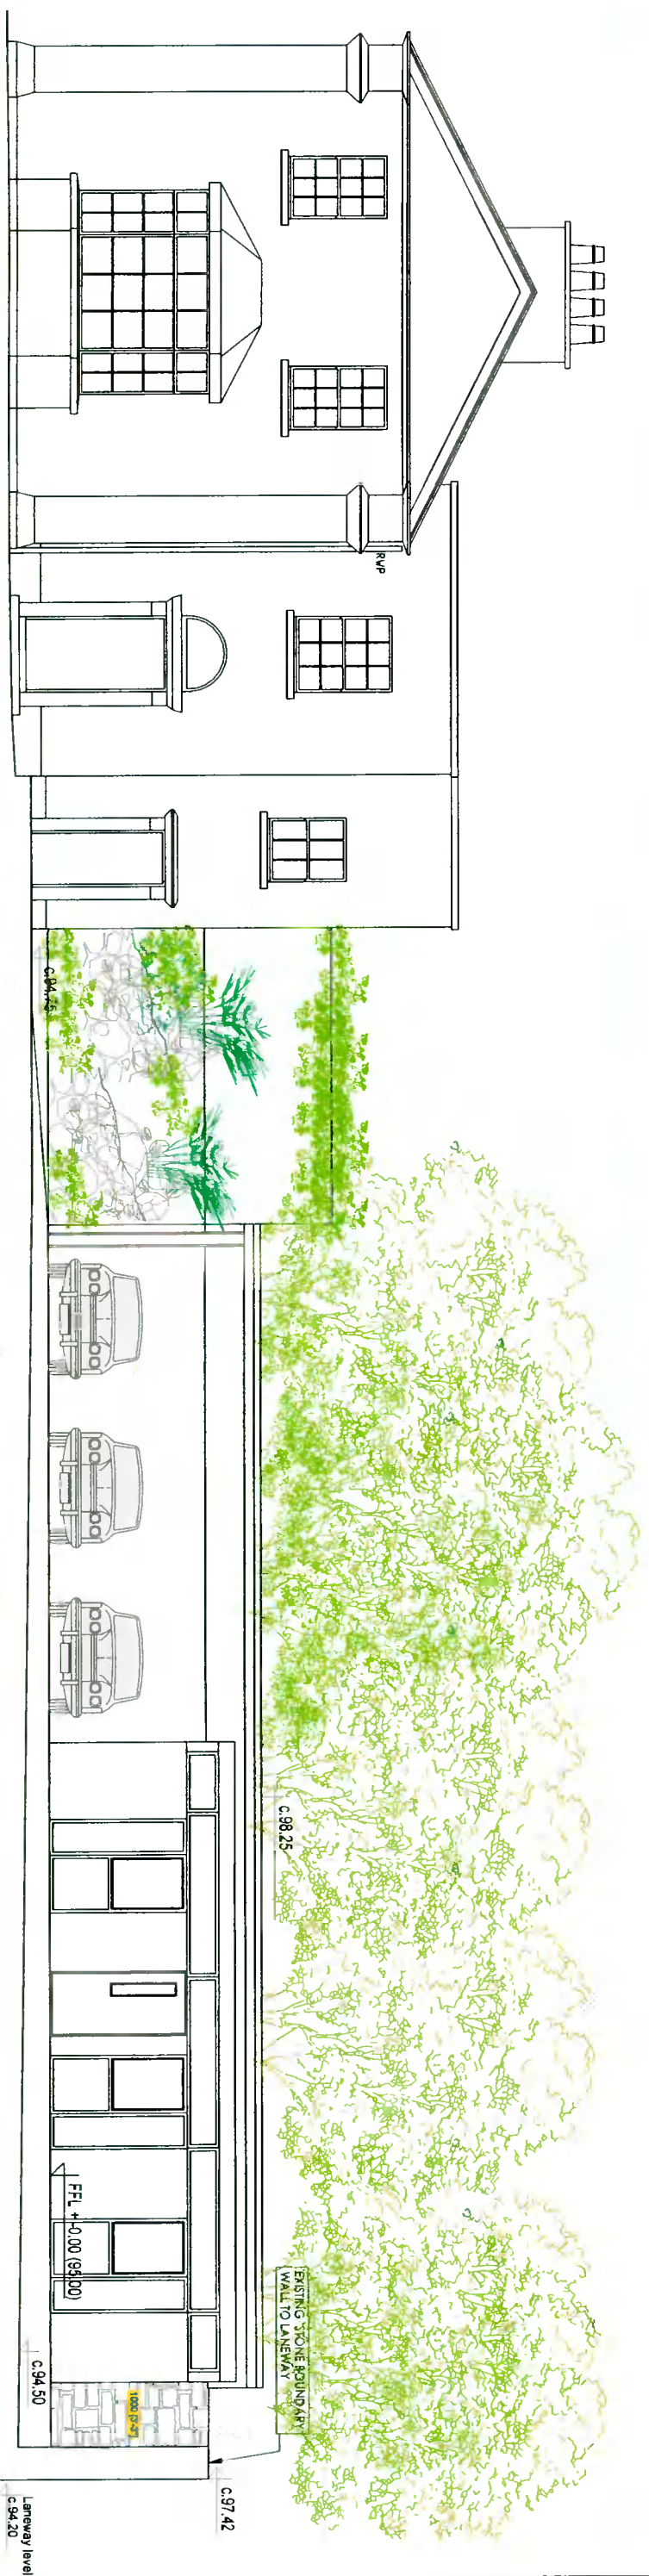 RWP
c.94.75
c.98.25
FFL +-0.00 (95.00)
EXISTING STONE BOUNDARY
WALL TO LANEWAY
c.94.50
c.97.42
Laneway level
c.94.20